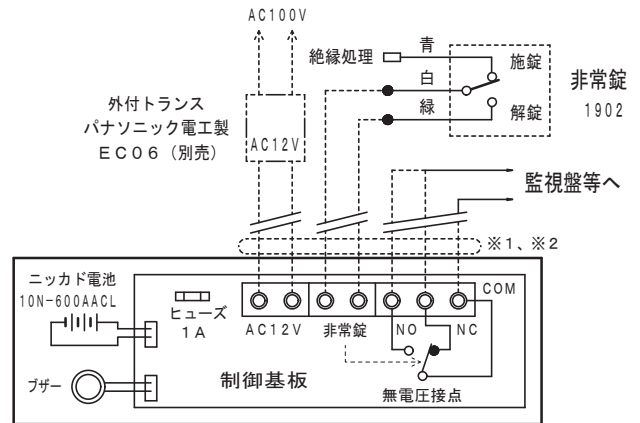 AC100V
外付トランス
パナソニック電工製
EC06（別売）
AC12V
絶縁処理
青
白
緑
施錠
解錠
非常錠
1902
監視盤等へ
※1、※2
ニッカド電池
10N-600AACL
ヒューズ
1A
AC12V
非常錠
NO
NC
COM
ブザー
制御基板
無電圧接点